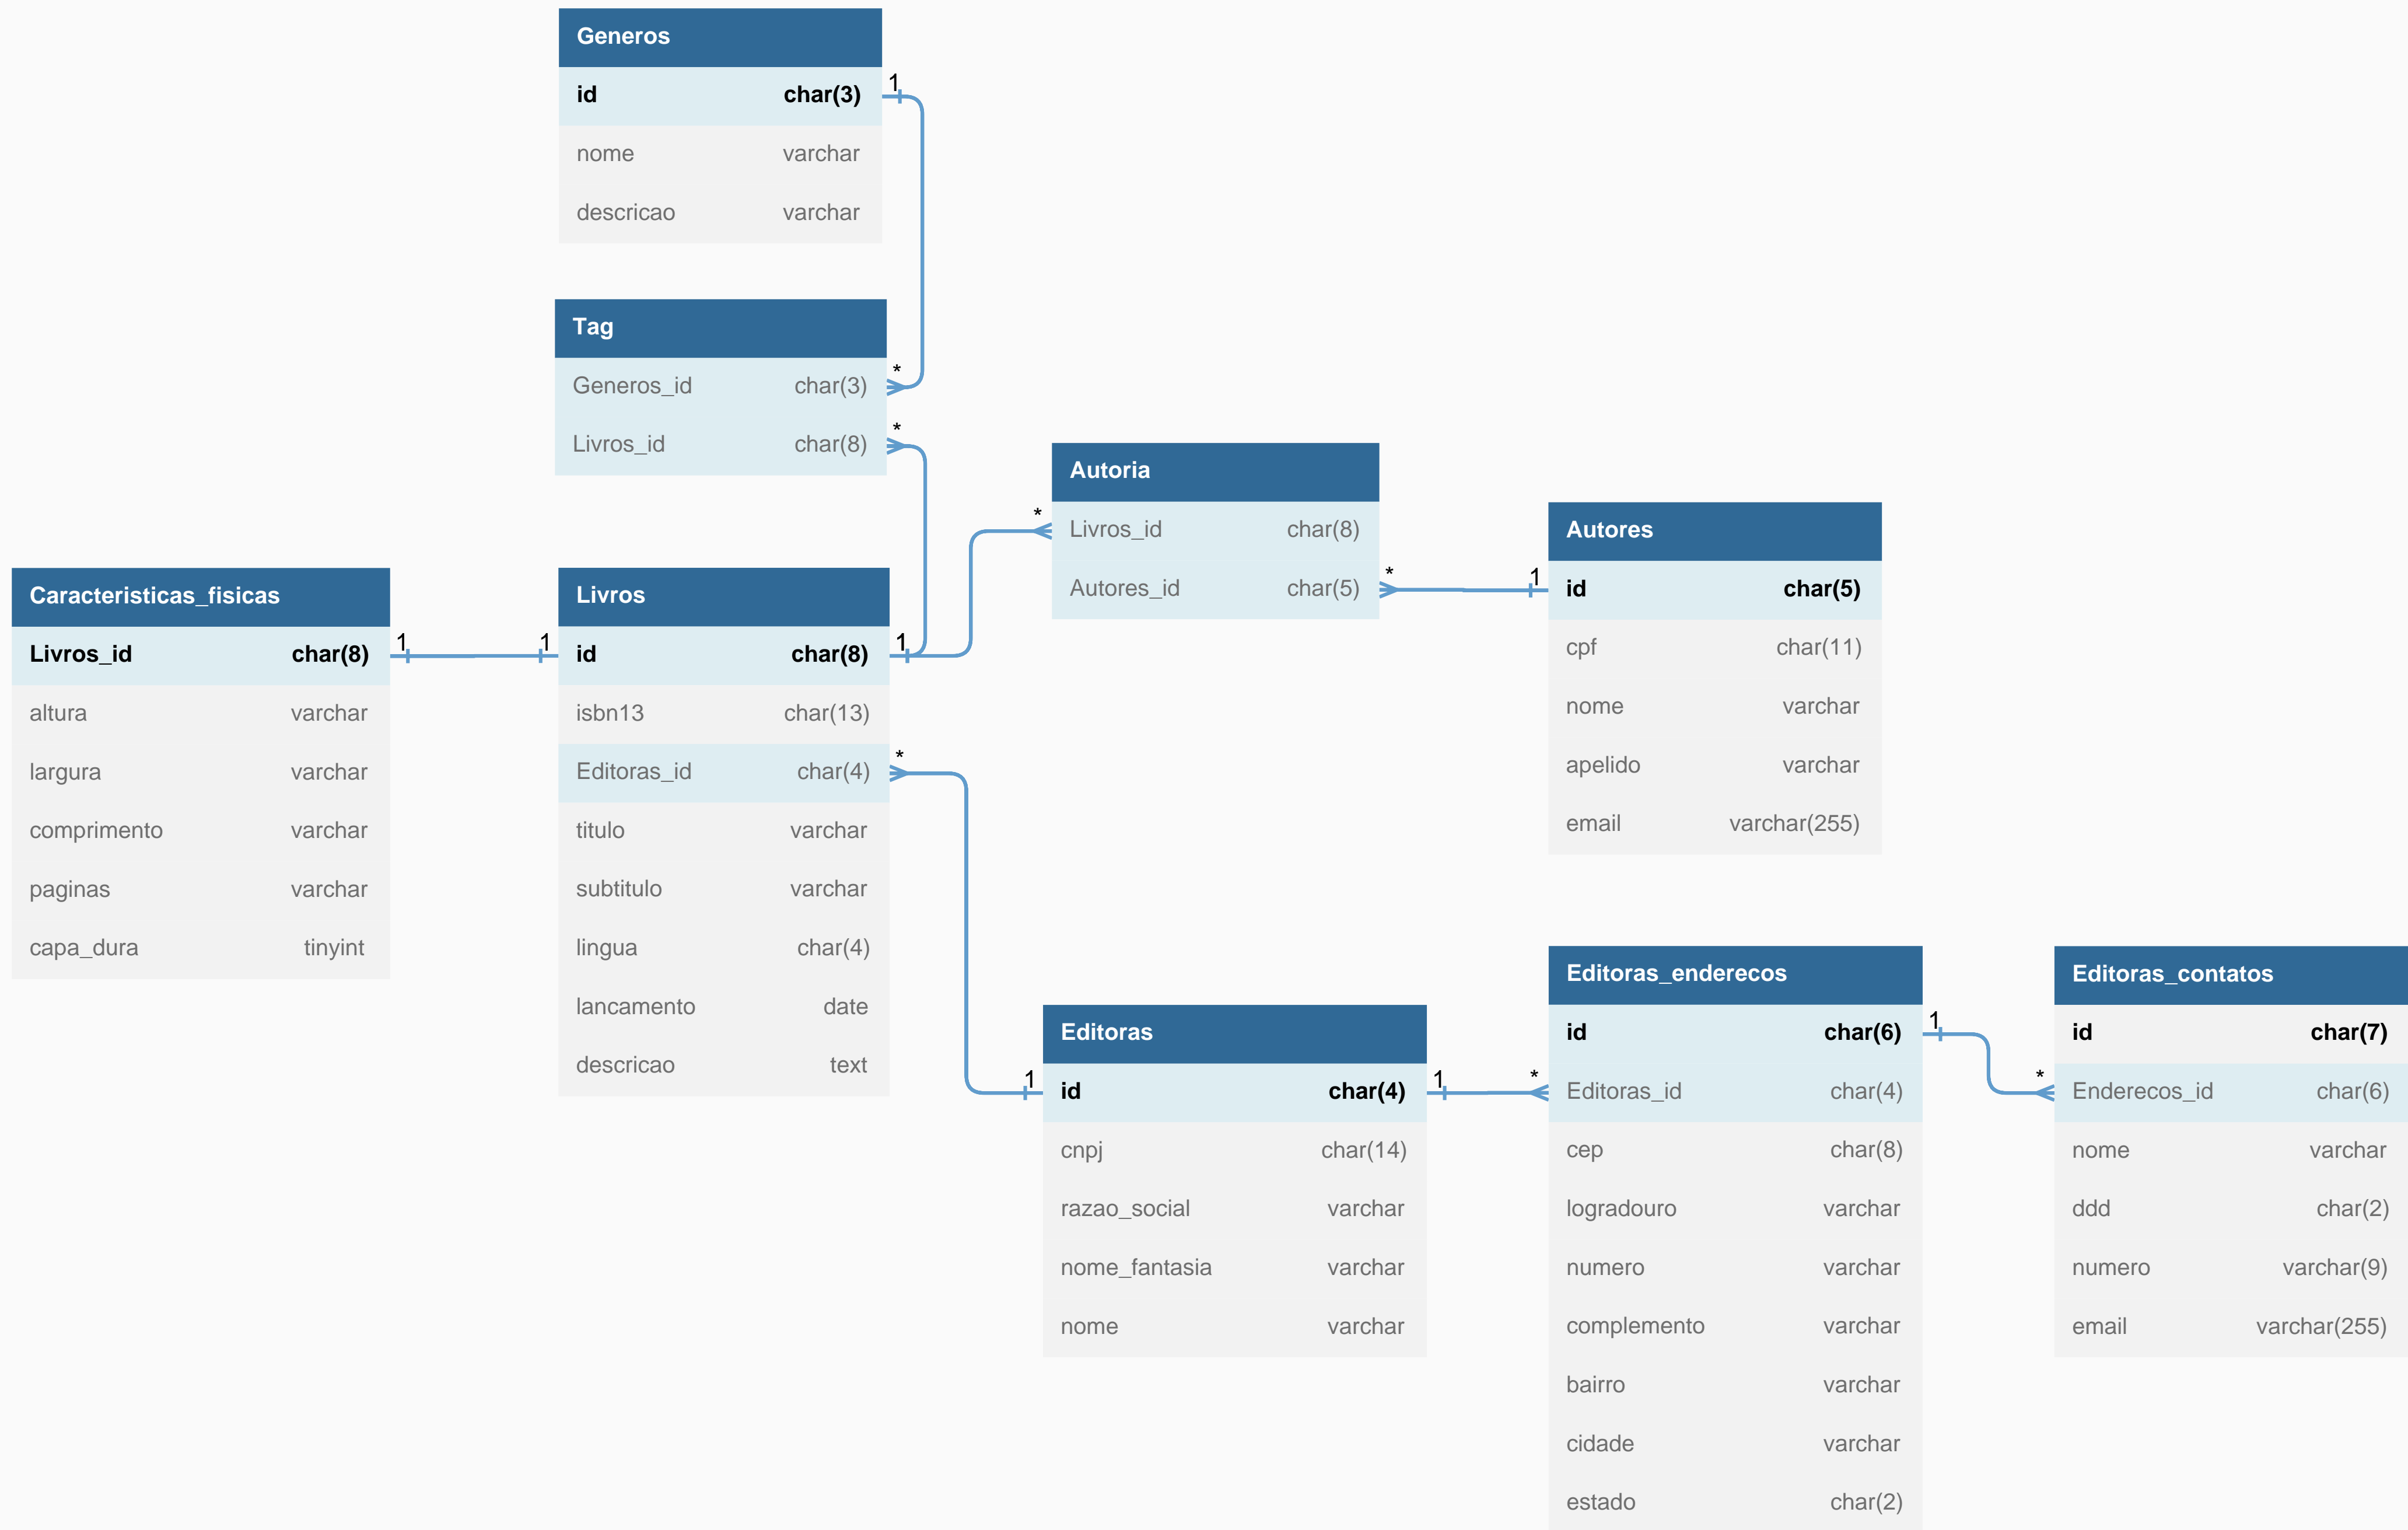 Generos
id char(3)
nome varchar
descricao varchar
1
Tag
Generos_id char(3)
Livros_id char(8)
*
*
Autoria
Livros_id char(8)
Autores_id char(5)
*
*
1
Autores
id char(5)
cpf char(11)
nome varchar
apelido varchar
email varchar(255)
Caracteristicas_fisicas
Livros_id char(8)
altura varchar
largura varchar
comprimento varchar
paginas varchar
capa_dura tinyint
1
1
Livros
id char(8)
isbn13 char(13)
Editoras_id char(4)
titulo varchar
subtitulo varchar
lingua char(4)
lancamento date
descricao text
1
*
1
Editoras
id char(4)
cnpj char(14)
razao_social varchar
nome_fantasia varchar
nome varchar
1
*
Editoras_enderecos
id char(6)
Editoras_id char(4)
cep char(8)
logradouro varchar
numero varchar
complemento varchar
bairro varchar
cidade varchar
estado char(2)
1
*
Editoras_contatos
id char(7)
Enderecos_id char(6)
nome varchar
ddd char(2)
numero varchar(9)
email varchar(255)